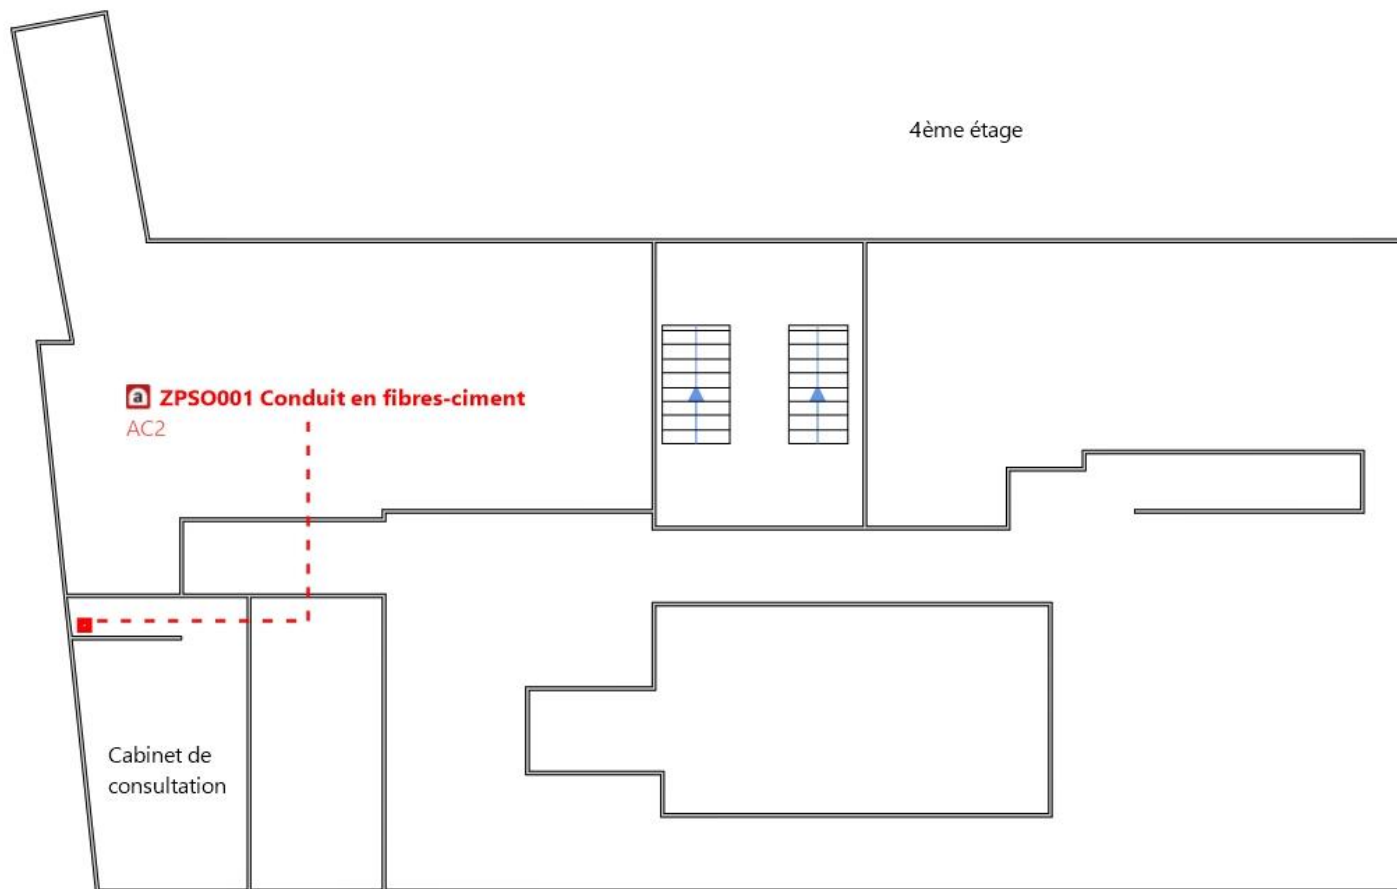 4ème étage
a ZPSO001 Conduit en fibres-ciment
AC2
Cabinet de
consultation